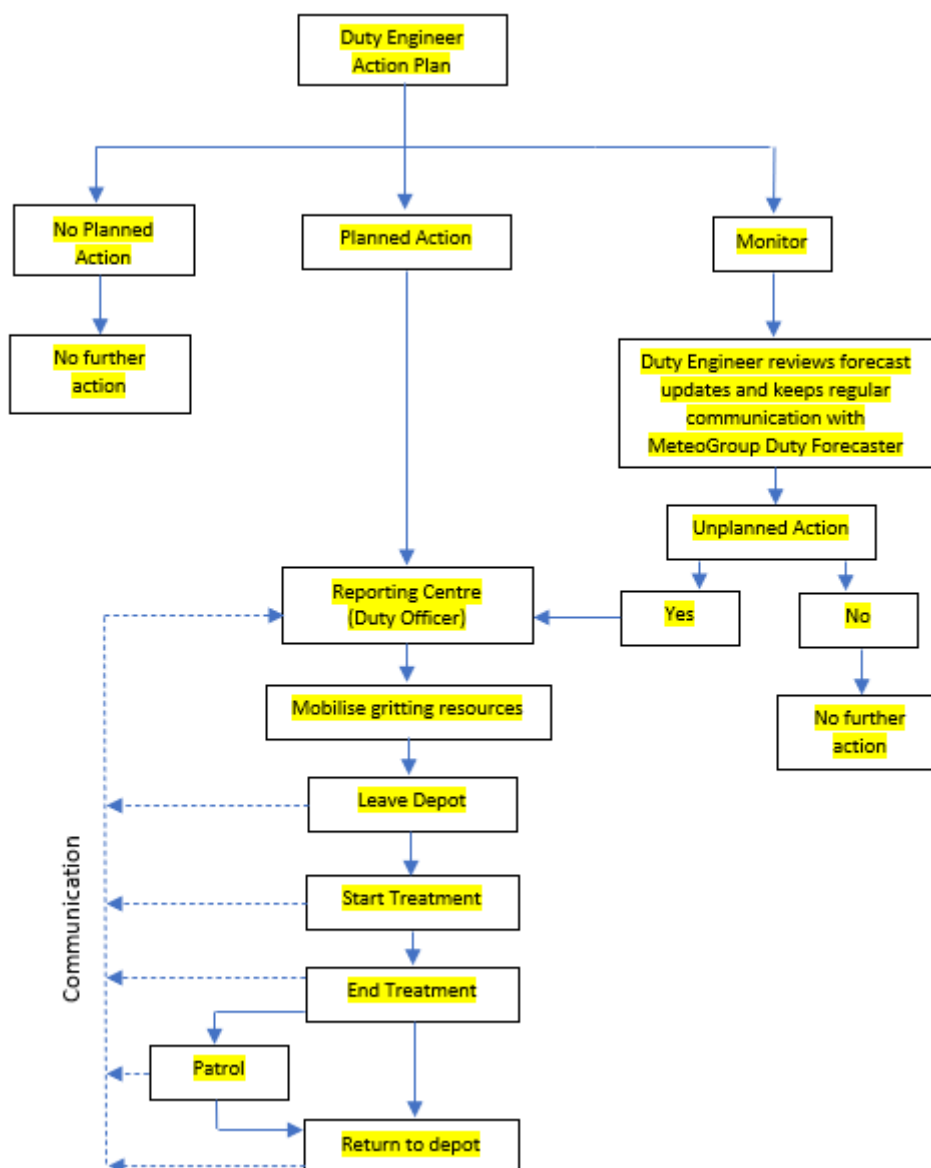 Duty Engineer
Action Plan
No Planned
Action
Planned Action
Monitor
No further
action
Duty Engineer reviews forecast
updates and keeps regular
communication with
MeteoGroup Duty Forecaster
Unplanned Action
Reporting Centre
(Duty Officer)
Yes
No
Mobilise gritting resources
No further
action
Leave Depot
Start Treatment
Communication
End Treatment
Patrol
Return to depot